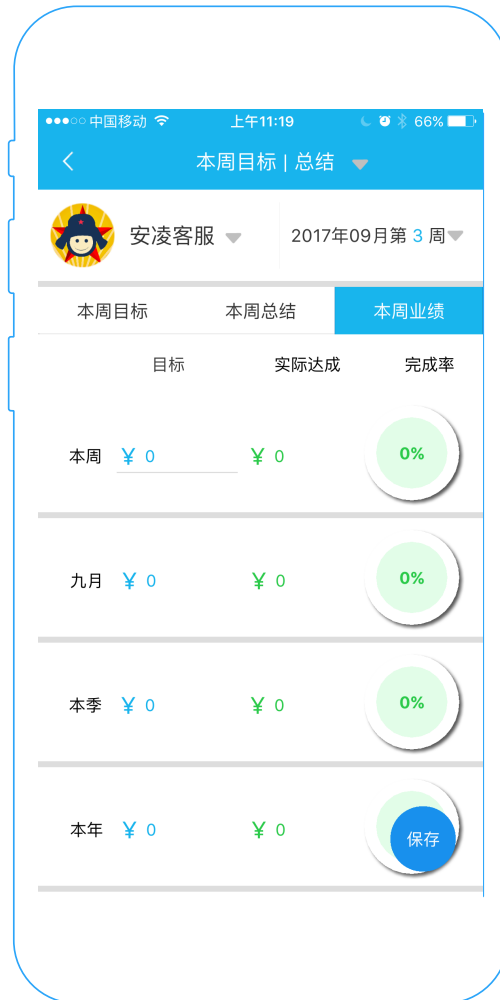 中国移动 上午11:19 66%
本周目标 | 总结
安凌客服 2017年09月第 3 周
本周目标 本周总结 本周业绩
目标 实际达成 完成率
本周 ¥ 0 ¥ 0 0%
九月 ¥ 0 ¥ 0 0%
本季 ¥ 0 ¥ 0 0%
本年 ¥ 0 ¥ 0 保存